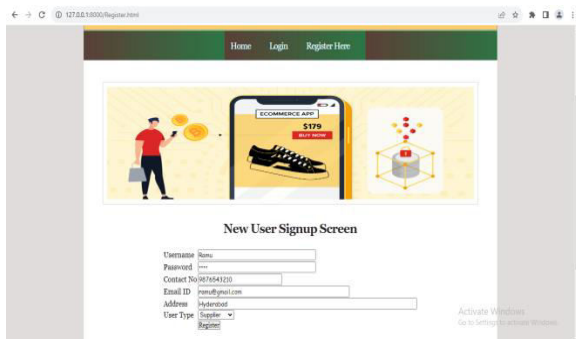 127.0.0.1:8000/Register.html
Home Login Register Here
ECOMMERCE APP
$179
BUY NOW
New User Signup Screen
Username Ramu
Password ••••
Contact No 9876543210
Email ID ramu@gmail.com
Address Hyderabad
User Type Supplier
Register
Activate Windows
Go to Settings to activate Windows.